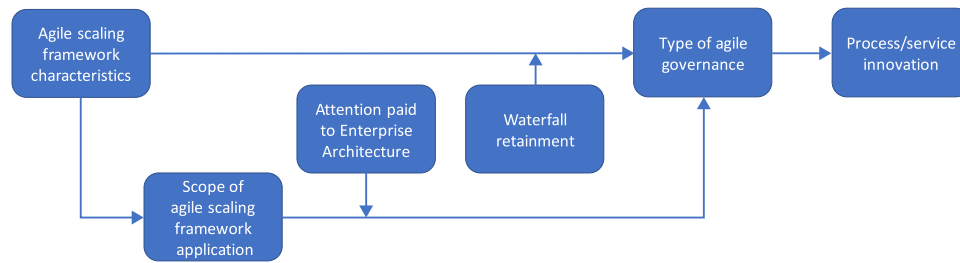 Agile scaling
framework
characteristics
Type of agile
governance
Process/service
innovation
Attention paid
to Enterprise
Architecture
Waterfall
retainment
Scope of
agile scaling
framework
application